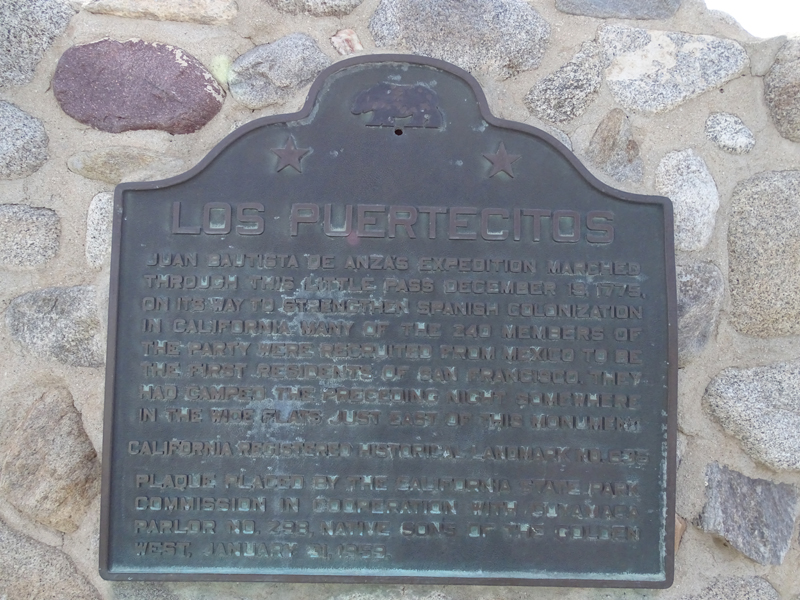 LOS PUERTECITOS
JUAN BAUTISTA DE ANZA'S EXPEDITION MARCHED
THROUGH THIS LITTLE PASS DECEMBER 19, 1775,
ON ITS WAY TO STRENGTHEN SPANISH COLONIZATION
IN CALIFORNIA. MANY OF THE 240 MEMBERS OF
THE PARTY WERE RECRUITED FROM MEXICO TO BE
THE FIRST RESIDENTS OF SAN FRANCISCO. THEY
HAD CAMPED THE PRECEDING NIGHT SOMEWHERE
IN THE WIDE FLATS JUST EAST OF THIS MONUMENT.
CALIFORNIA REGISTERED HISTORICAL LANDMARK NO.
PLAQUE PLACED BY THE CALIFORNIA STATE PARK
COMMISSION IN COOPERATION WITH
PARLOR NO. 298, NATIVE SONS OF THE GOLDEN
WEST, JANUARY